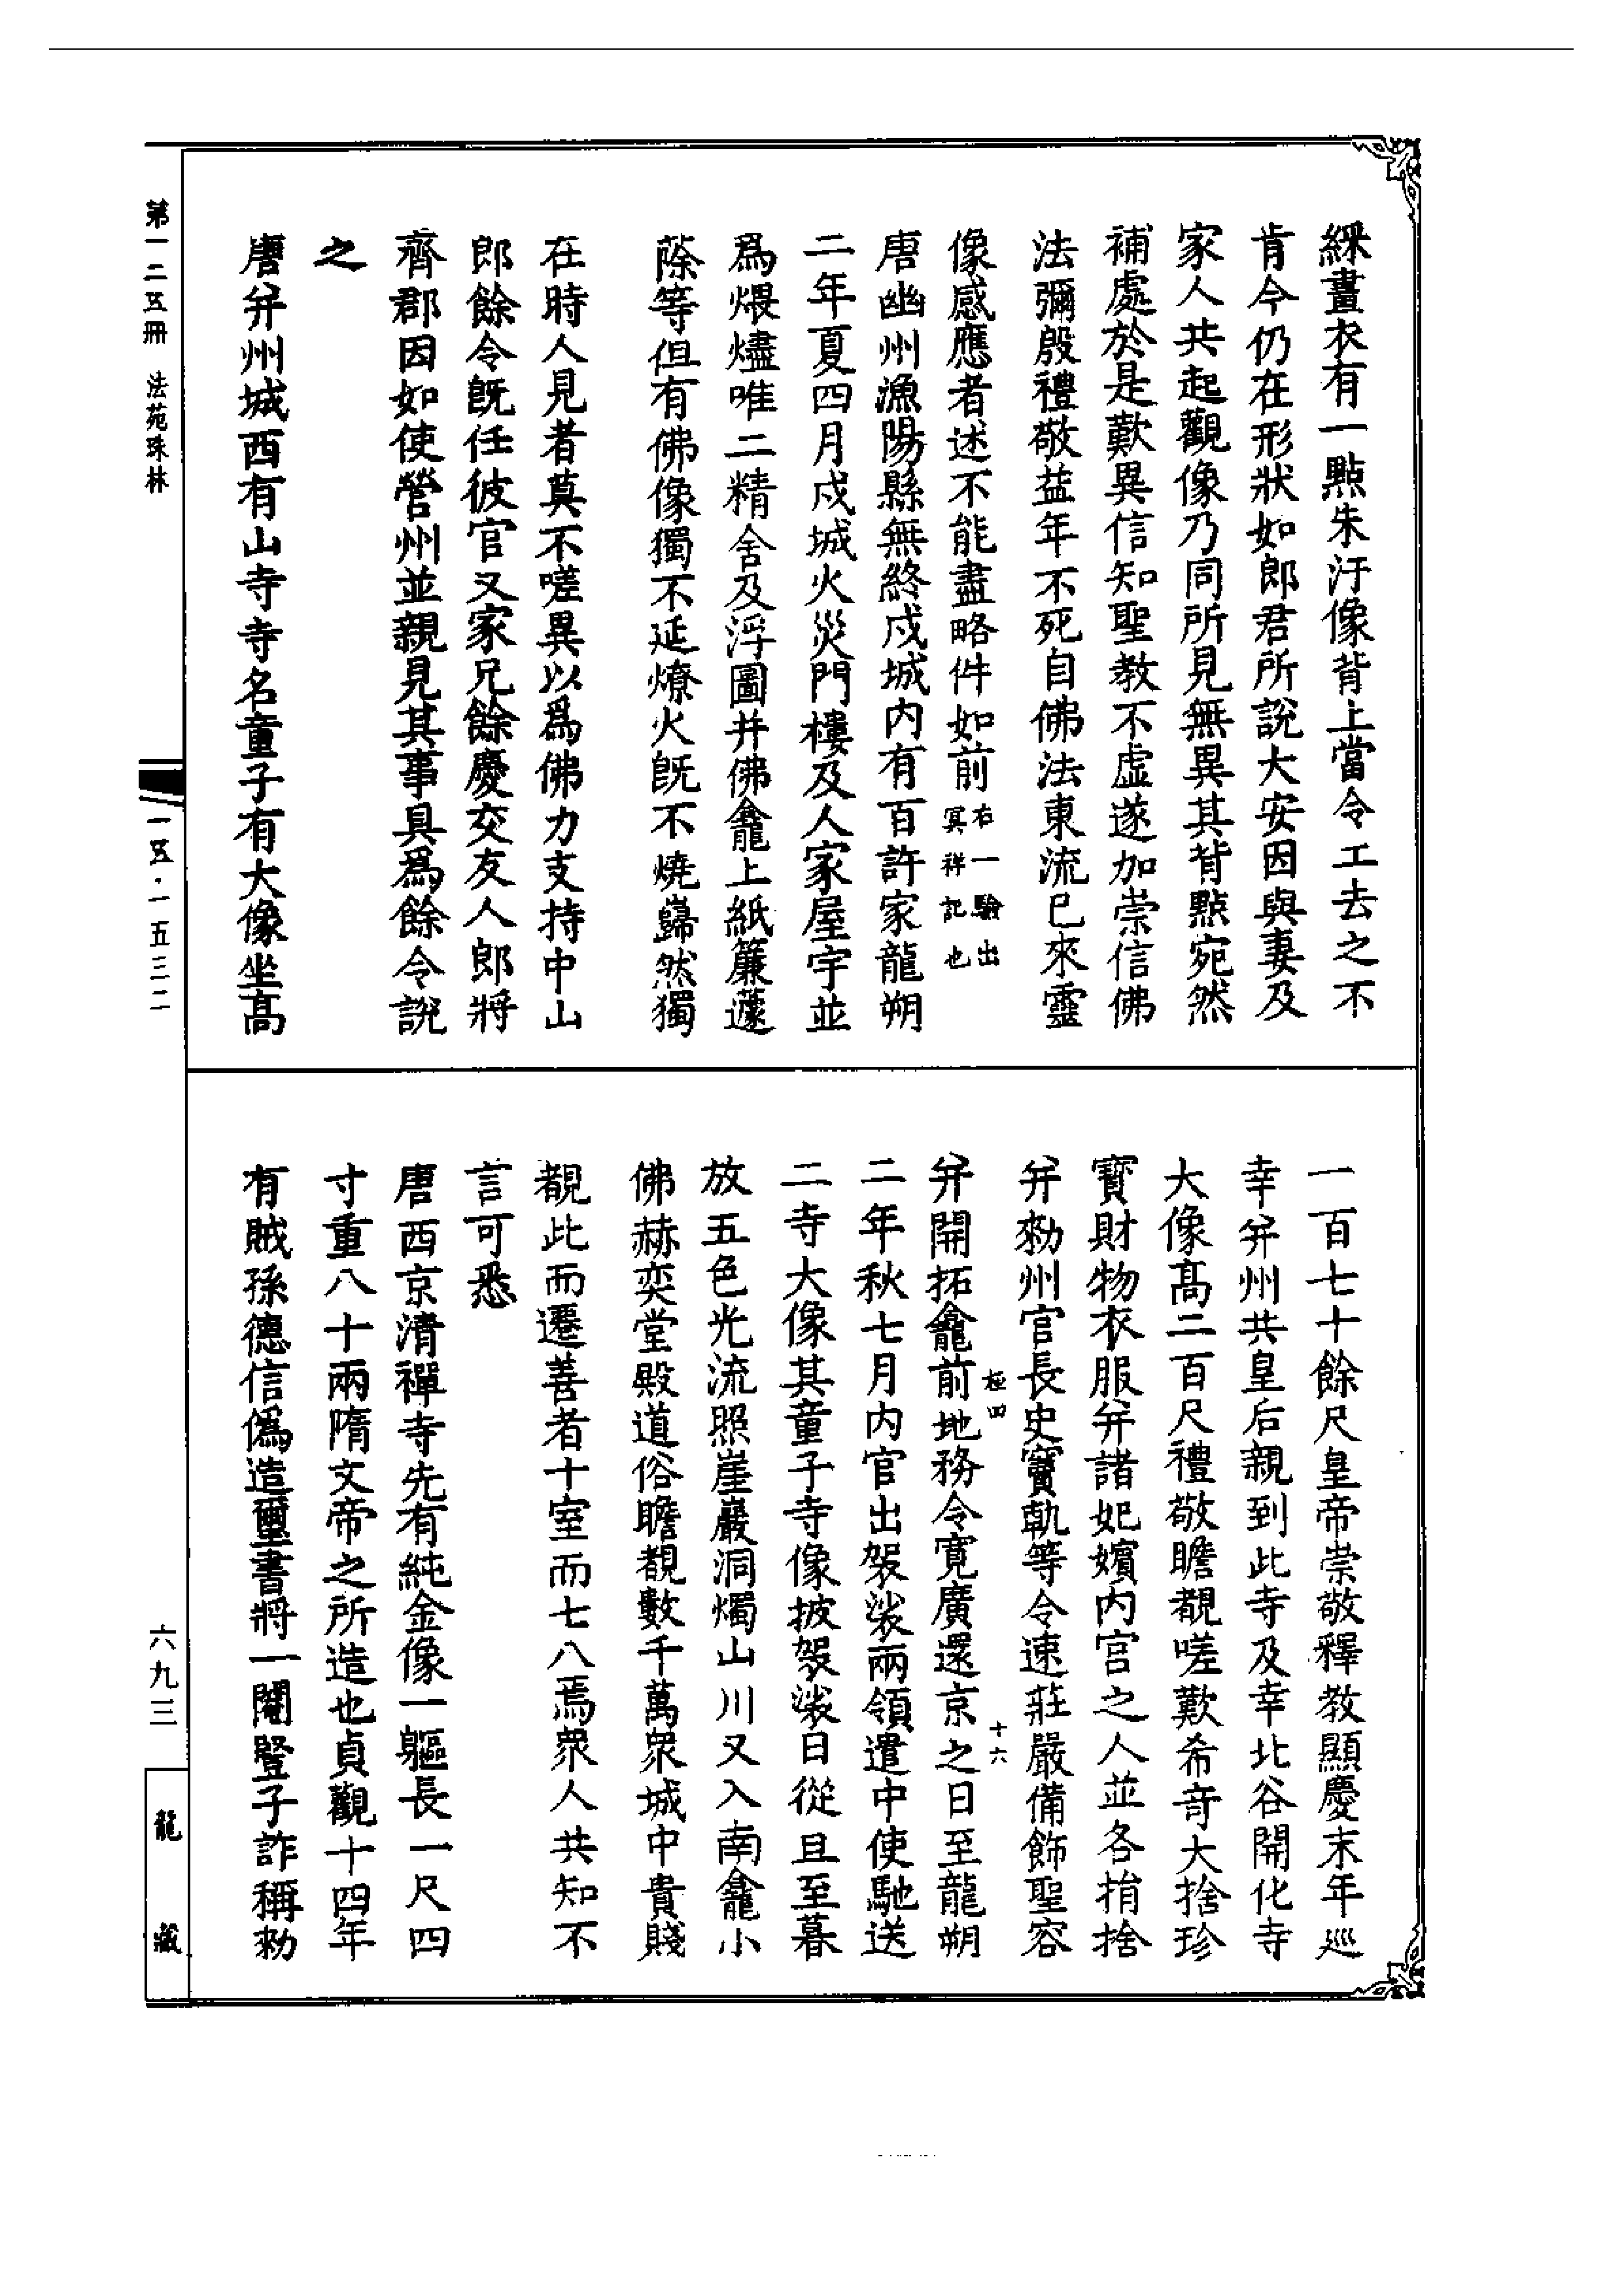 綵畫衣有一點朱汙像背上當令工去之不
肯今仍在形狀如郎君所說大安因與妻及
家人共起觀像乃同所見無異其背點宛然
補處於是歎異信知聖教不虛遂加崇信佛
法彌殷禮敬益年不死自佛法東流已來靈
像感應者述不能盡略件如前右一驗出冥祥記也
唐幽州漁陽縣無終戍城內有百許家龍朔
二年夏四月戍城火災門樓及人家屋宇並
爲煨燼唯二精舍及浮圖并佛龕上紙簾蘧
蒢等但有佛像獨不延燎火旣不燒巋然獨
在時人見者莫不嗟異以爲佛力支持中山
郎餘令旣任彼官又家兄餘慶交友人郎將
齊郡因如使營州並親見其事具爲餘令說
之
唐并州城西有山寺寺名童子有大像坐高
一百七十餘尺皇帝崇敬釋教顯慶末年巡
幸并州共皇后親到此寺及幸北谷開化寺
大像高二百尺禮敬瞻覩嗟歎希奇大捨珍
寶財物衣服并諸妃嬪內宮之人並各捐捨
并勑州官長史竇軌等令速莊嚴備飾聖容
并開拓龕前地務令寬廣還京之日至龍朔
極四
十六
二年秋七月內官出袈裟兩領遣中使馳送
二寺大像其童子寺像披袈裟日從旦至暮
放五色光流照崖巖洞燭山川又入南龕小
佛赫奕堂殿道俗瞻覩數千萬眾城中貴賤
覩此而遷善者十室而七八焉眾人共知不
言可悉
唐西京清禪寺先有純金像一軀長一尺四
寸重八十兩隋文帝之所造也貞觀十四年
有賊孫德信僞造璽書將一閹豎子詐稱勑
第一二五冊 法苑珠林
一五·一五三二
六九三
龍藏